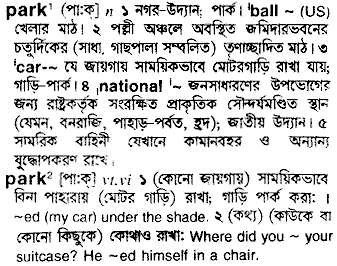 park¹ [পা:ক্] n ১ নগর-উদ্যান; পার্ক। ˈball ~ (US)
খেলার মাঠ। ২ পল্লী অঞ্চলে অবস্থিত জমিদারভবনের
চতুর্দিকের (সাধা. গাছপালা সম্বলিত) তৃণাচ্ছাদিত মাঠ। ৩
ˈcar-~ যে জায়গায় সাময়িকভাবে মোটরগাড়ি রাখা যায়;
গাড়ি-পার্ক। ৪ ˌnational ˈ~ জনসাধারণের উপভোগের
জন্য রাষ্ট্রকর্তৃক সংরক্ষিত প্রাকৃতিক সৌন্দর্যমণ্ডিত স্থান
(যেমন, বনরাজি, পাহাড়-পর্বত, হ্রদ); জাতীয় উদ্যান। ৫
সামরিক বাহিনী যেখানে কামানবহর ও অন্যান্য
যুদ্ধোপকরণ রাখে।
park² [পা:ক্] vt,vi ১ (কোনো জায়গায়) সাময়িকভাবে
বিনা পাহারায় (মোটর গাড়ি) রাখা; গাড়ি পার্ক করা: ।
~ed (my car) under the shade. ২ (কথ্য) (কাউকে বা
কোনো কিছুকে) কোথাও রাখা: Where did you ~ your
suitcase? He ~ed himself in a chair.